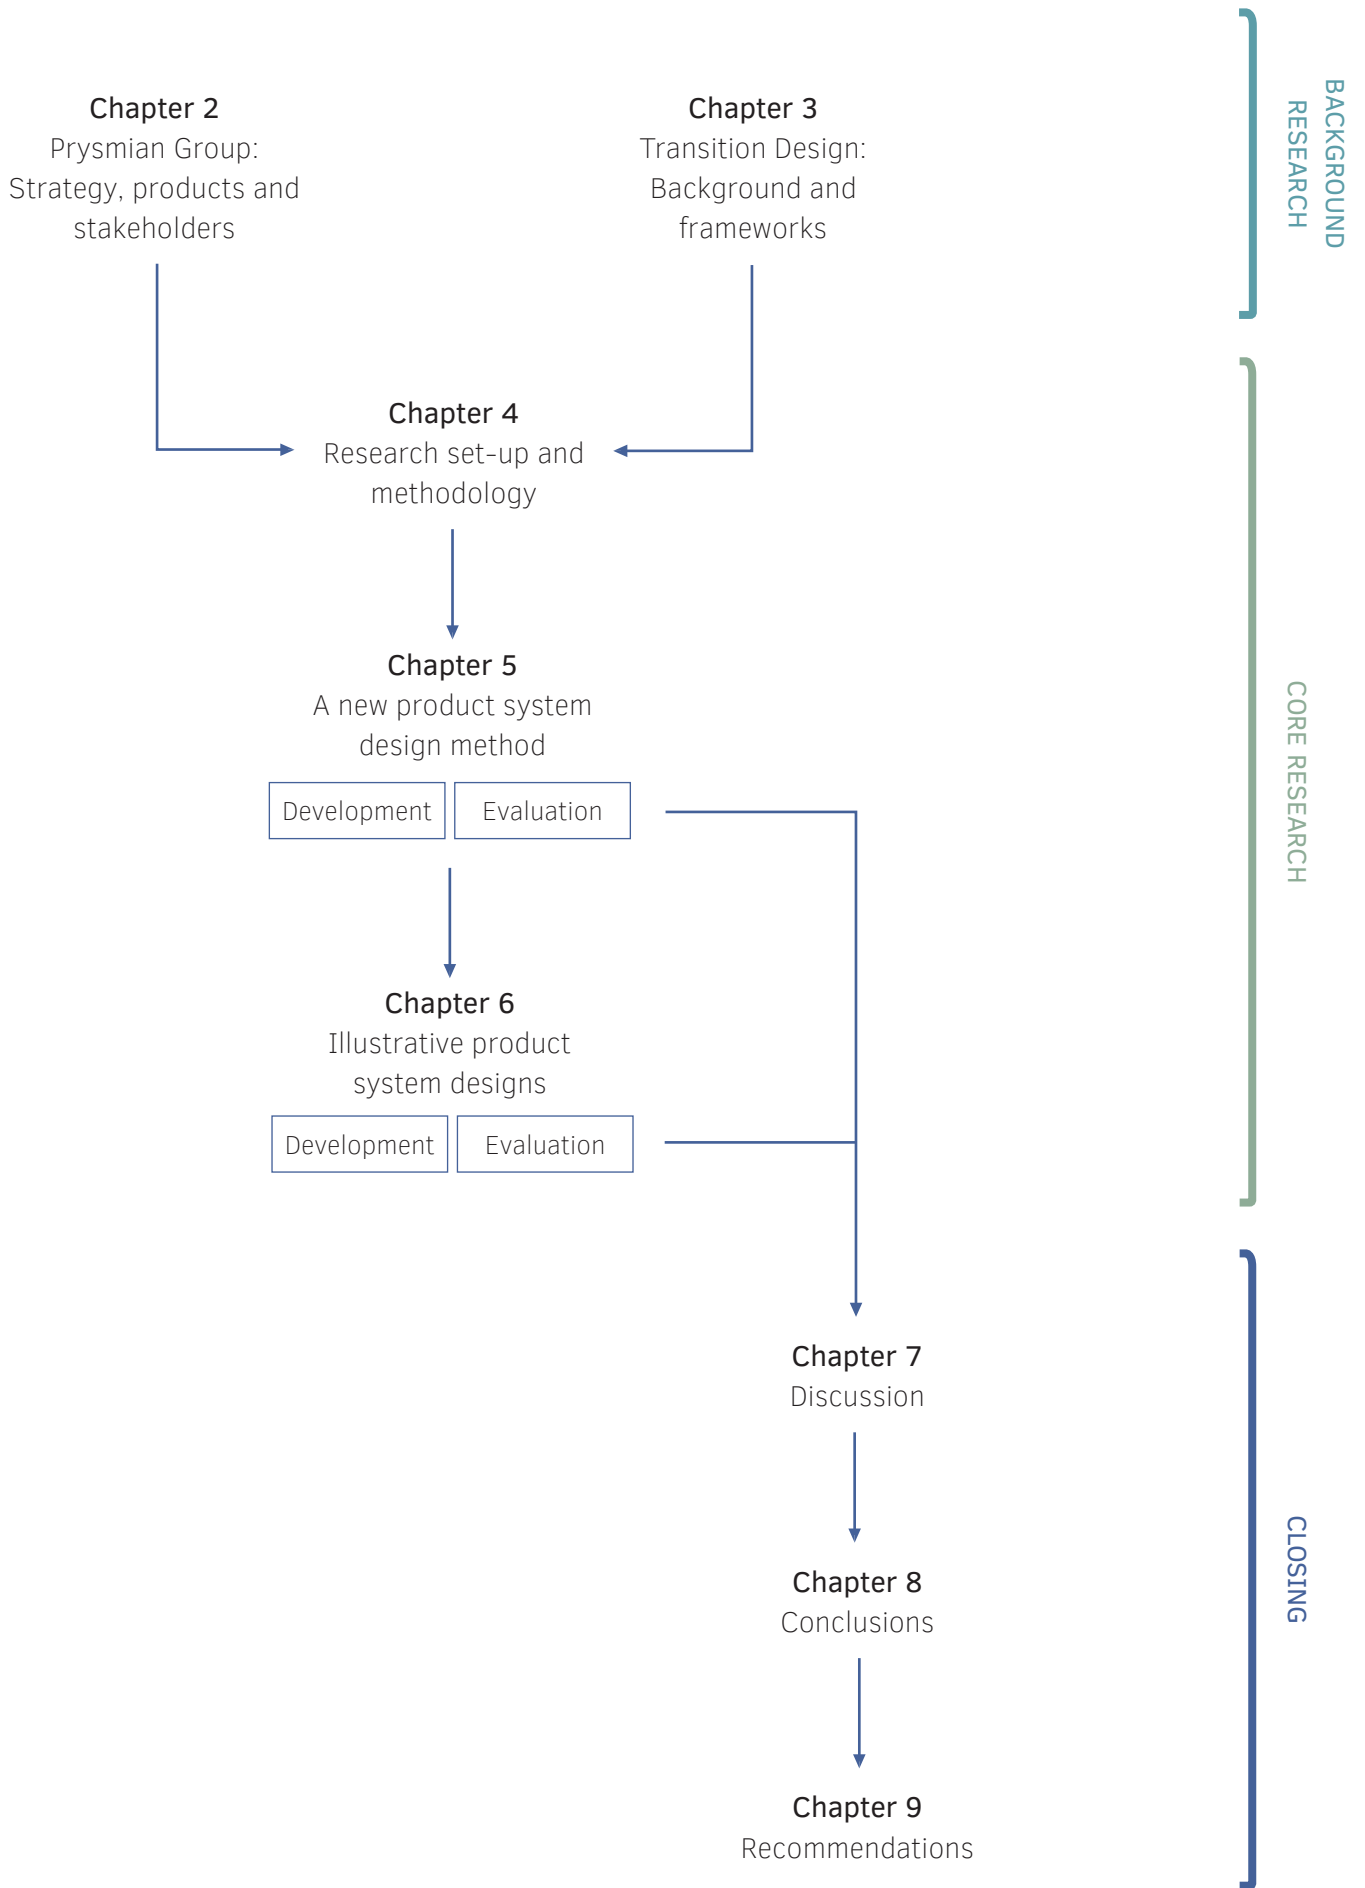 Chapter 2
Prysmian Group:
Strategy, products and
stakeholders
Chapter 3
Transition Design:
Background and
frameworks
BACKGROUND
RESEARCH
Chapter 4
Research set-up and
methodology
Chapter 5
A new product system
design method
Development
Evaluation
Chapter 6
Illustrative product
system designs
Development
Evaluation
CORE RESEARCH
Chapter 7
Discussion
Chapter 8
Conclusions
Chapter 9
Recommendations
CLOSING